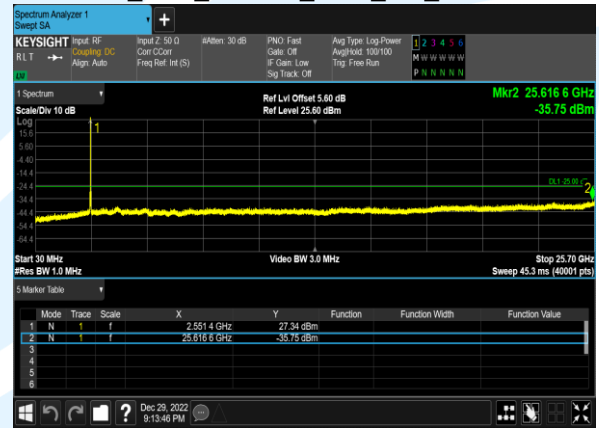 Spectrum Analyzer 1
Swept SA
+
KEYSIGHT Input: RF Input Z: 50 Ω #Atten: 30 dB PNO: Fast Avg Type: Log-Power 1 2 3 4 5 6
RLT Coupling: DC Corr CCorr Gate: Off Avg|Hold: 100/100 M W W W W W
Align: Auto Freq Ref: Int (S) IF Gain: Low Trig: Free Run P N N N N N
LW Sig Track: Off
1 Spectrum Ref Lvl Offset 5.60 dB Mkr2 25.616 6 GHz
Scale/Div 10 dB Ref Level 25.60 dBm -35.75 dBm
Log
15.6
5.60
-4.40
-14.4
-24.4
-34.4
-44.4
-54.4
-64.4
1
2
Start 30 MHz Video BW 3.0 MHz Stop 25.70 GHz
#Res BW 1.0 MHz Sweep 45.3 ms (40001 pts)
5 Marker Table
Mode Trace Scale X Y Function Function Width Function Value
1 N 1 f 2.551 4 GHz 27.34 dBm
2 N 1 f 25.616 6 GHz -35.75 dBm
3
4
5
6
? Dec 29, 2022
9:13:46 PM